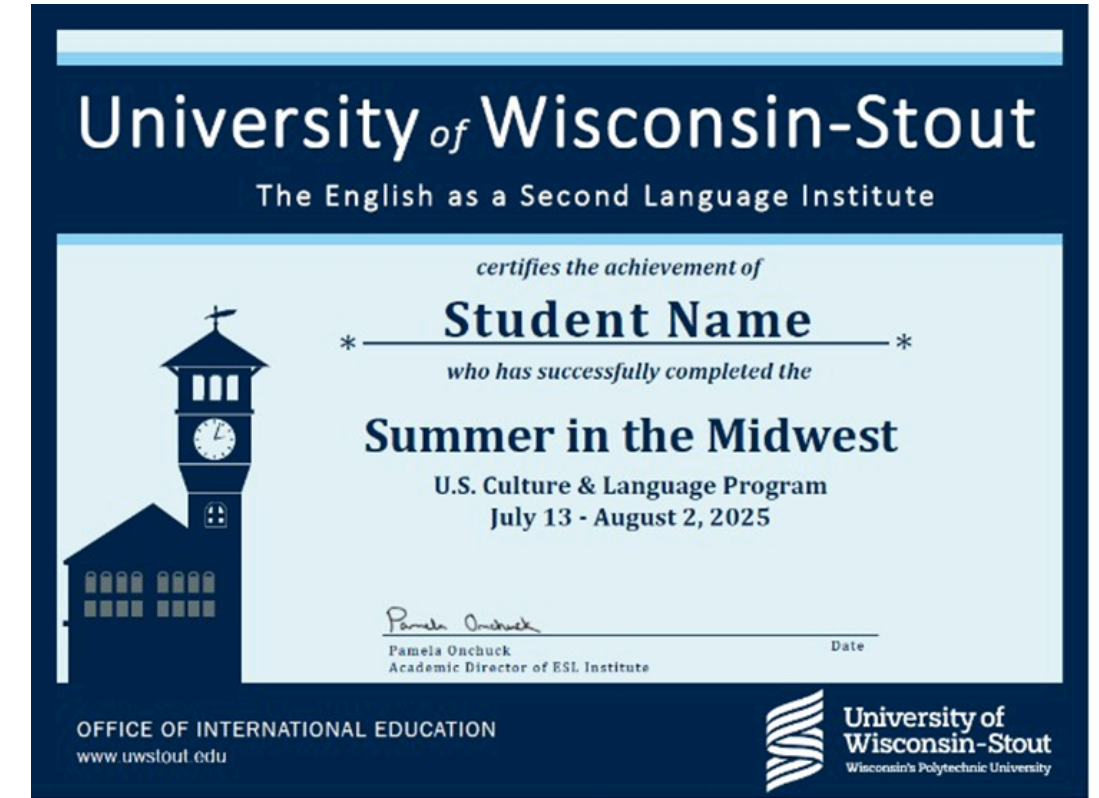 University of Wisconsin-Stout
The English as a Second Language Institute
certifies the achievement of
* Student Name *
who has successfully completed the
Summer in the Midwest
U.S. Culture & Language Program
July 13 - August 2, 2025
Pamela Onchuck
Pamela Onchuck Date
Academic Director of ESL Institute
OFFICE OF INTERNATIONAL EDUCATION
www.uwstout.edu
University of
Wisconsin-Stout
Wisconsin's Polytechnic University